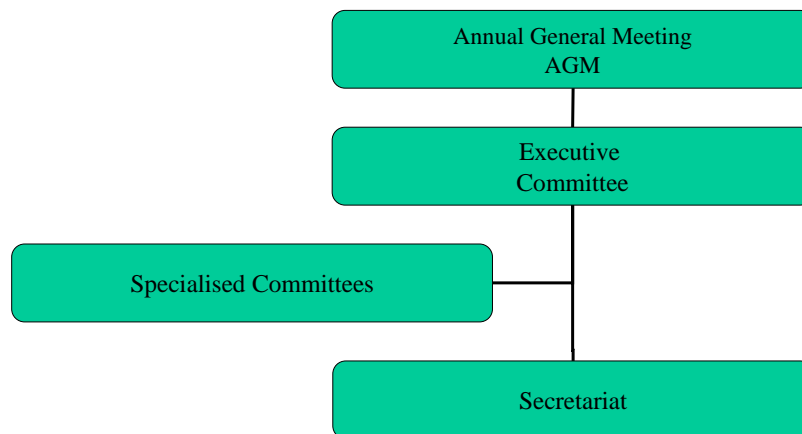 Annual General Meeting
AGM
Executive
Committee
Specialised Committees
Secretariat